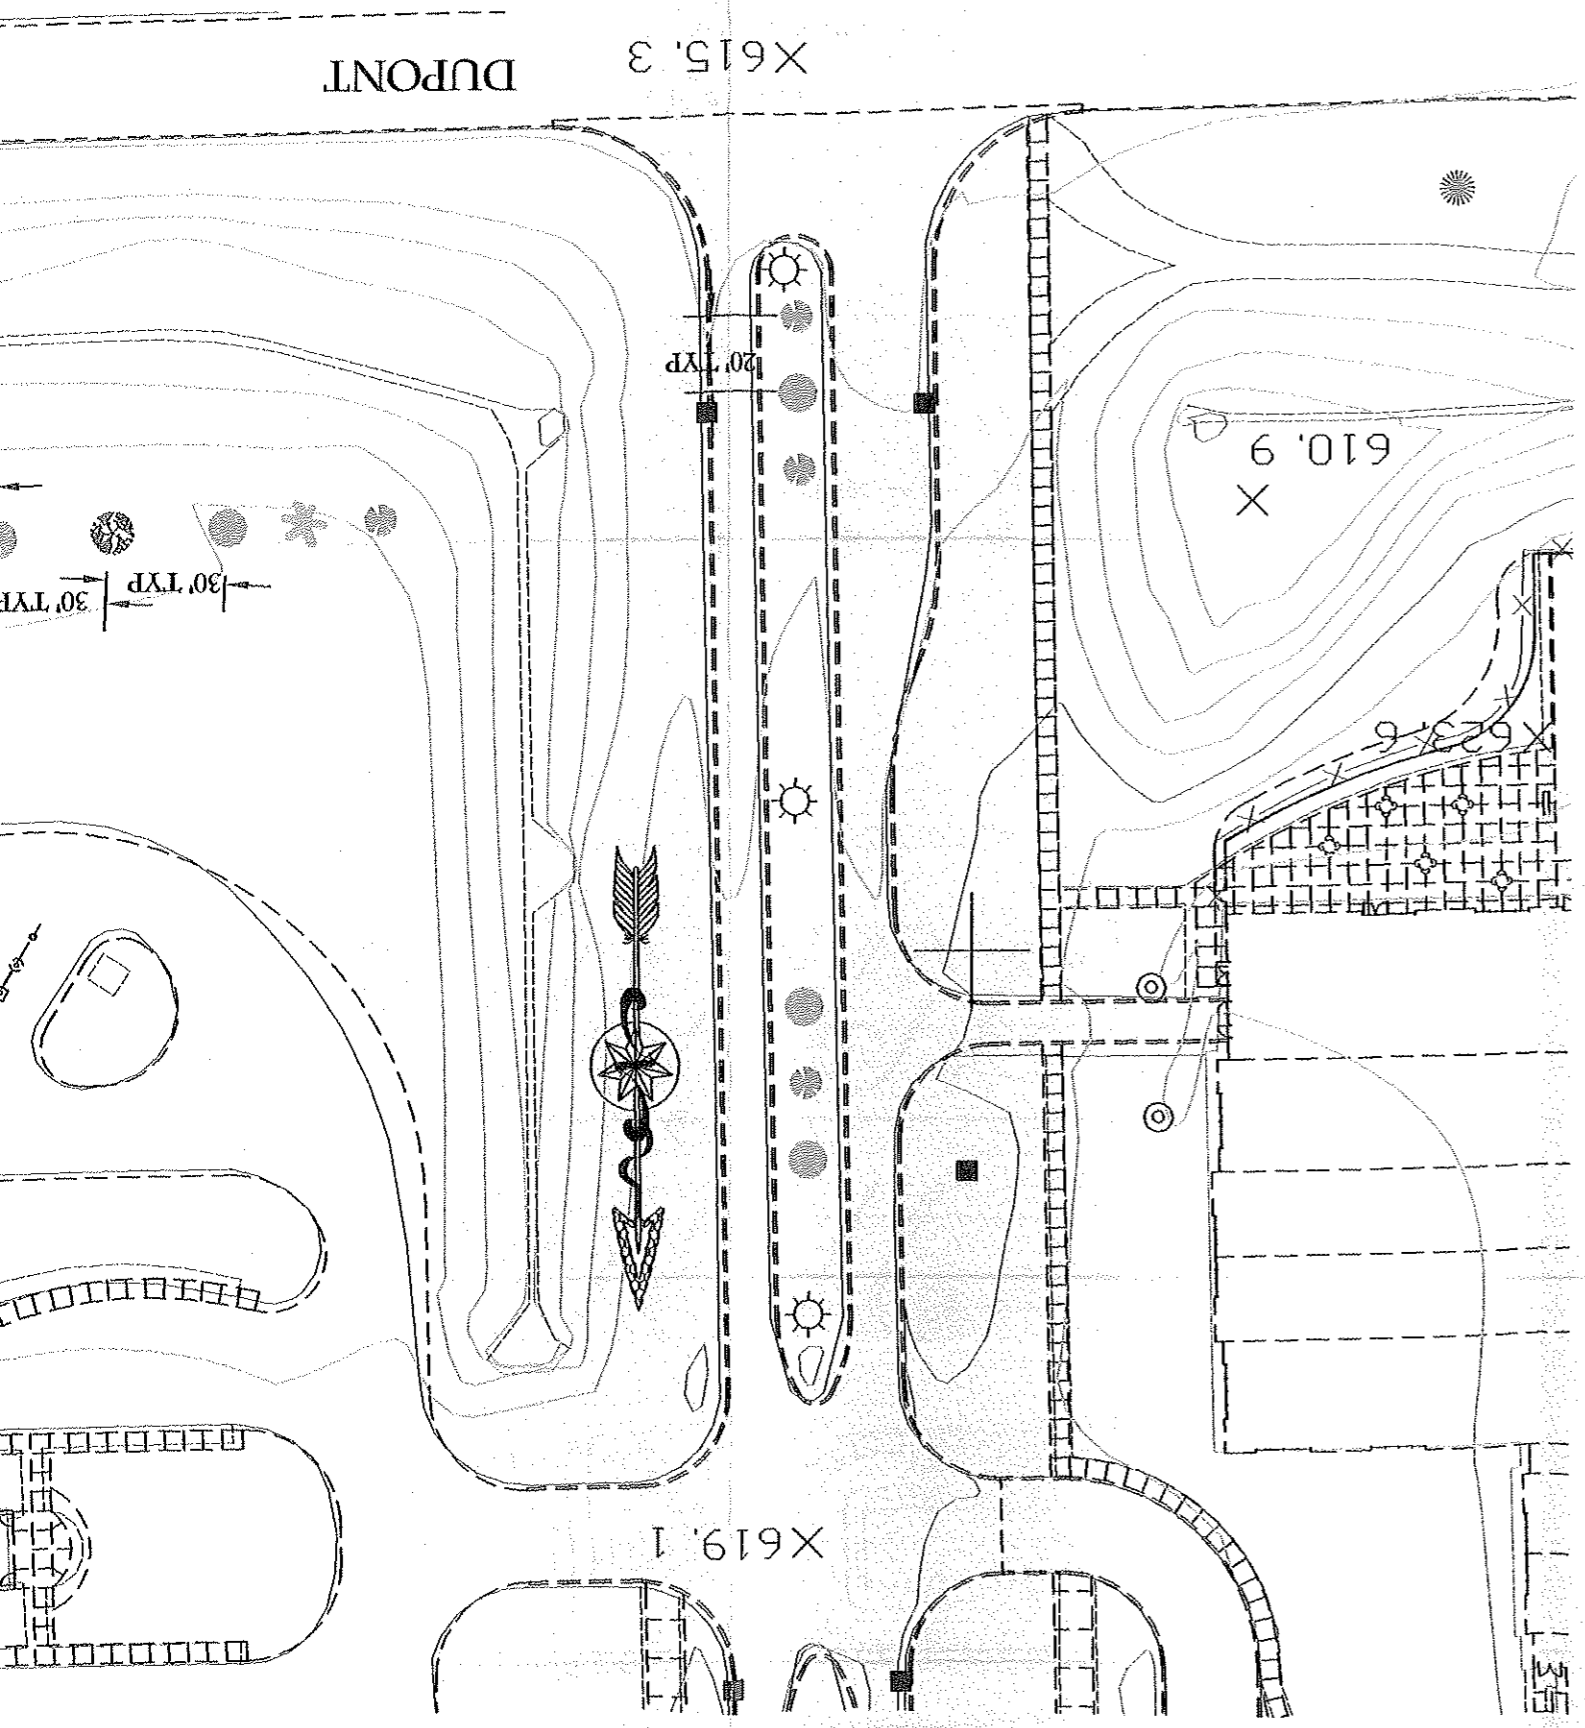 X615.3
DUPONT
20' TYP
610.9
X
30' TYP
30' TYP
X623.6
X619.1